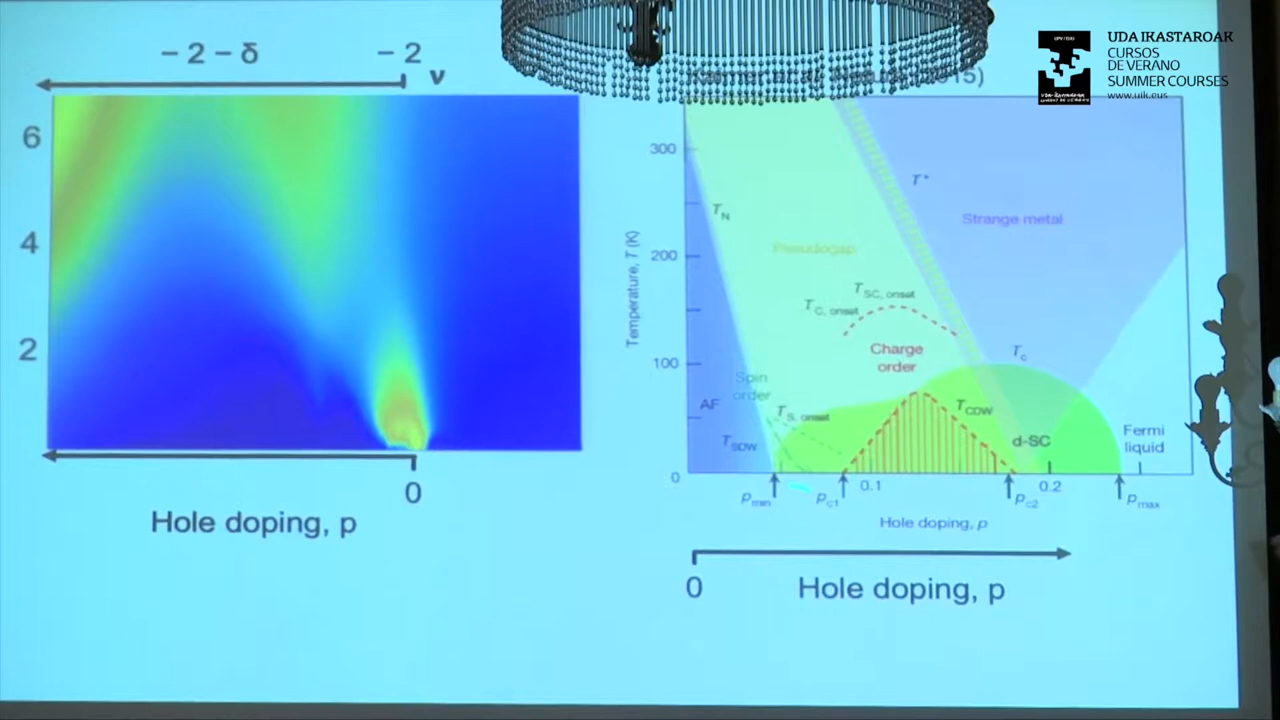 − 2 − δ
− 2
ν
6
4
2
0
Hole doping, p
300
200
100
0
Temperature, T (K)
T_N
Pseudogap
T*
Strange metal
T_SC, onset
T_C, onset
Charge
order
T_c
Spin
order
AF
T_S, onset
T_CDW
T_SDW
d-SC
Fermi
liquid
0.1
0.2
p_min
p_c1
p_c2
p_max
Hole doping, p
0
Hole doping, p
UPV / EHU
UDA IKASTAROAK
CURSOS
DE VERANO
SUMMER COURSES
www.uik.eus